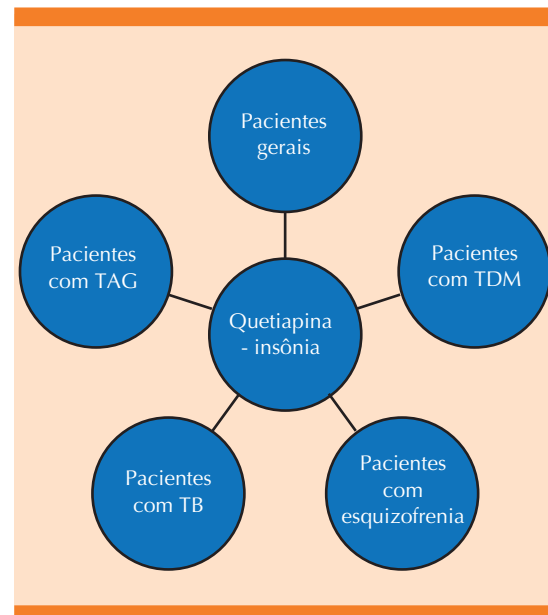 Pacientes
gerais
Pacientes
com TAG
Pacientes
com TDM
Quetiapina
- insônia
Pacientes
com TB
Pacientes
com
esquizofrenia